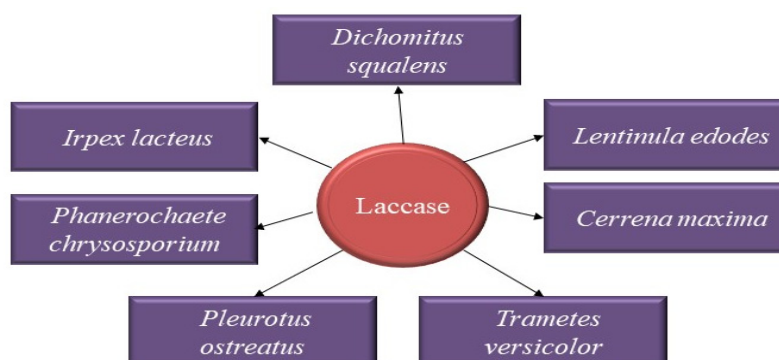 Dichomitus
squalens
Irpex lacteus
Lentinula edodes
Laccase
Phanerochaete
chrysosporium
Cerrena maxima
Pleurotus
ostreatus
Trametes
versicolor